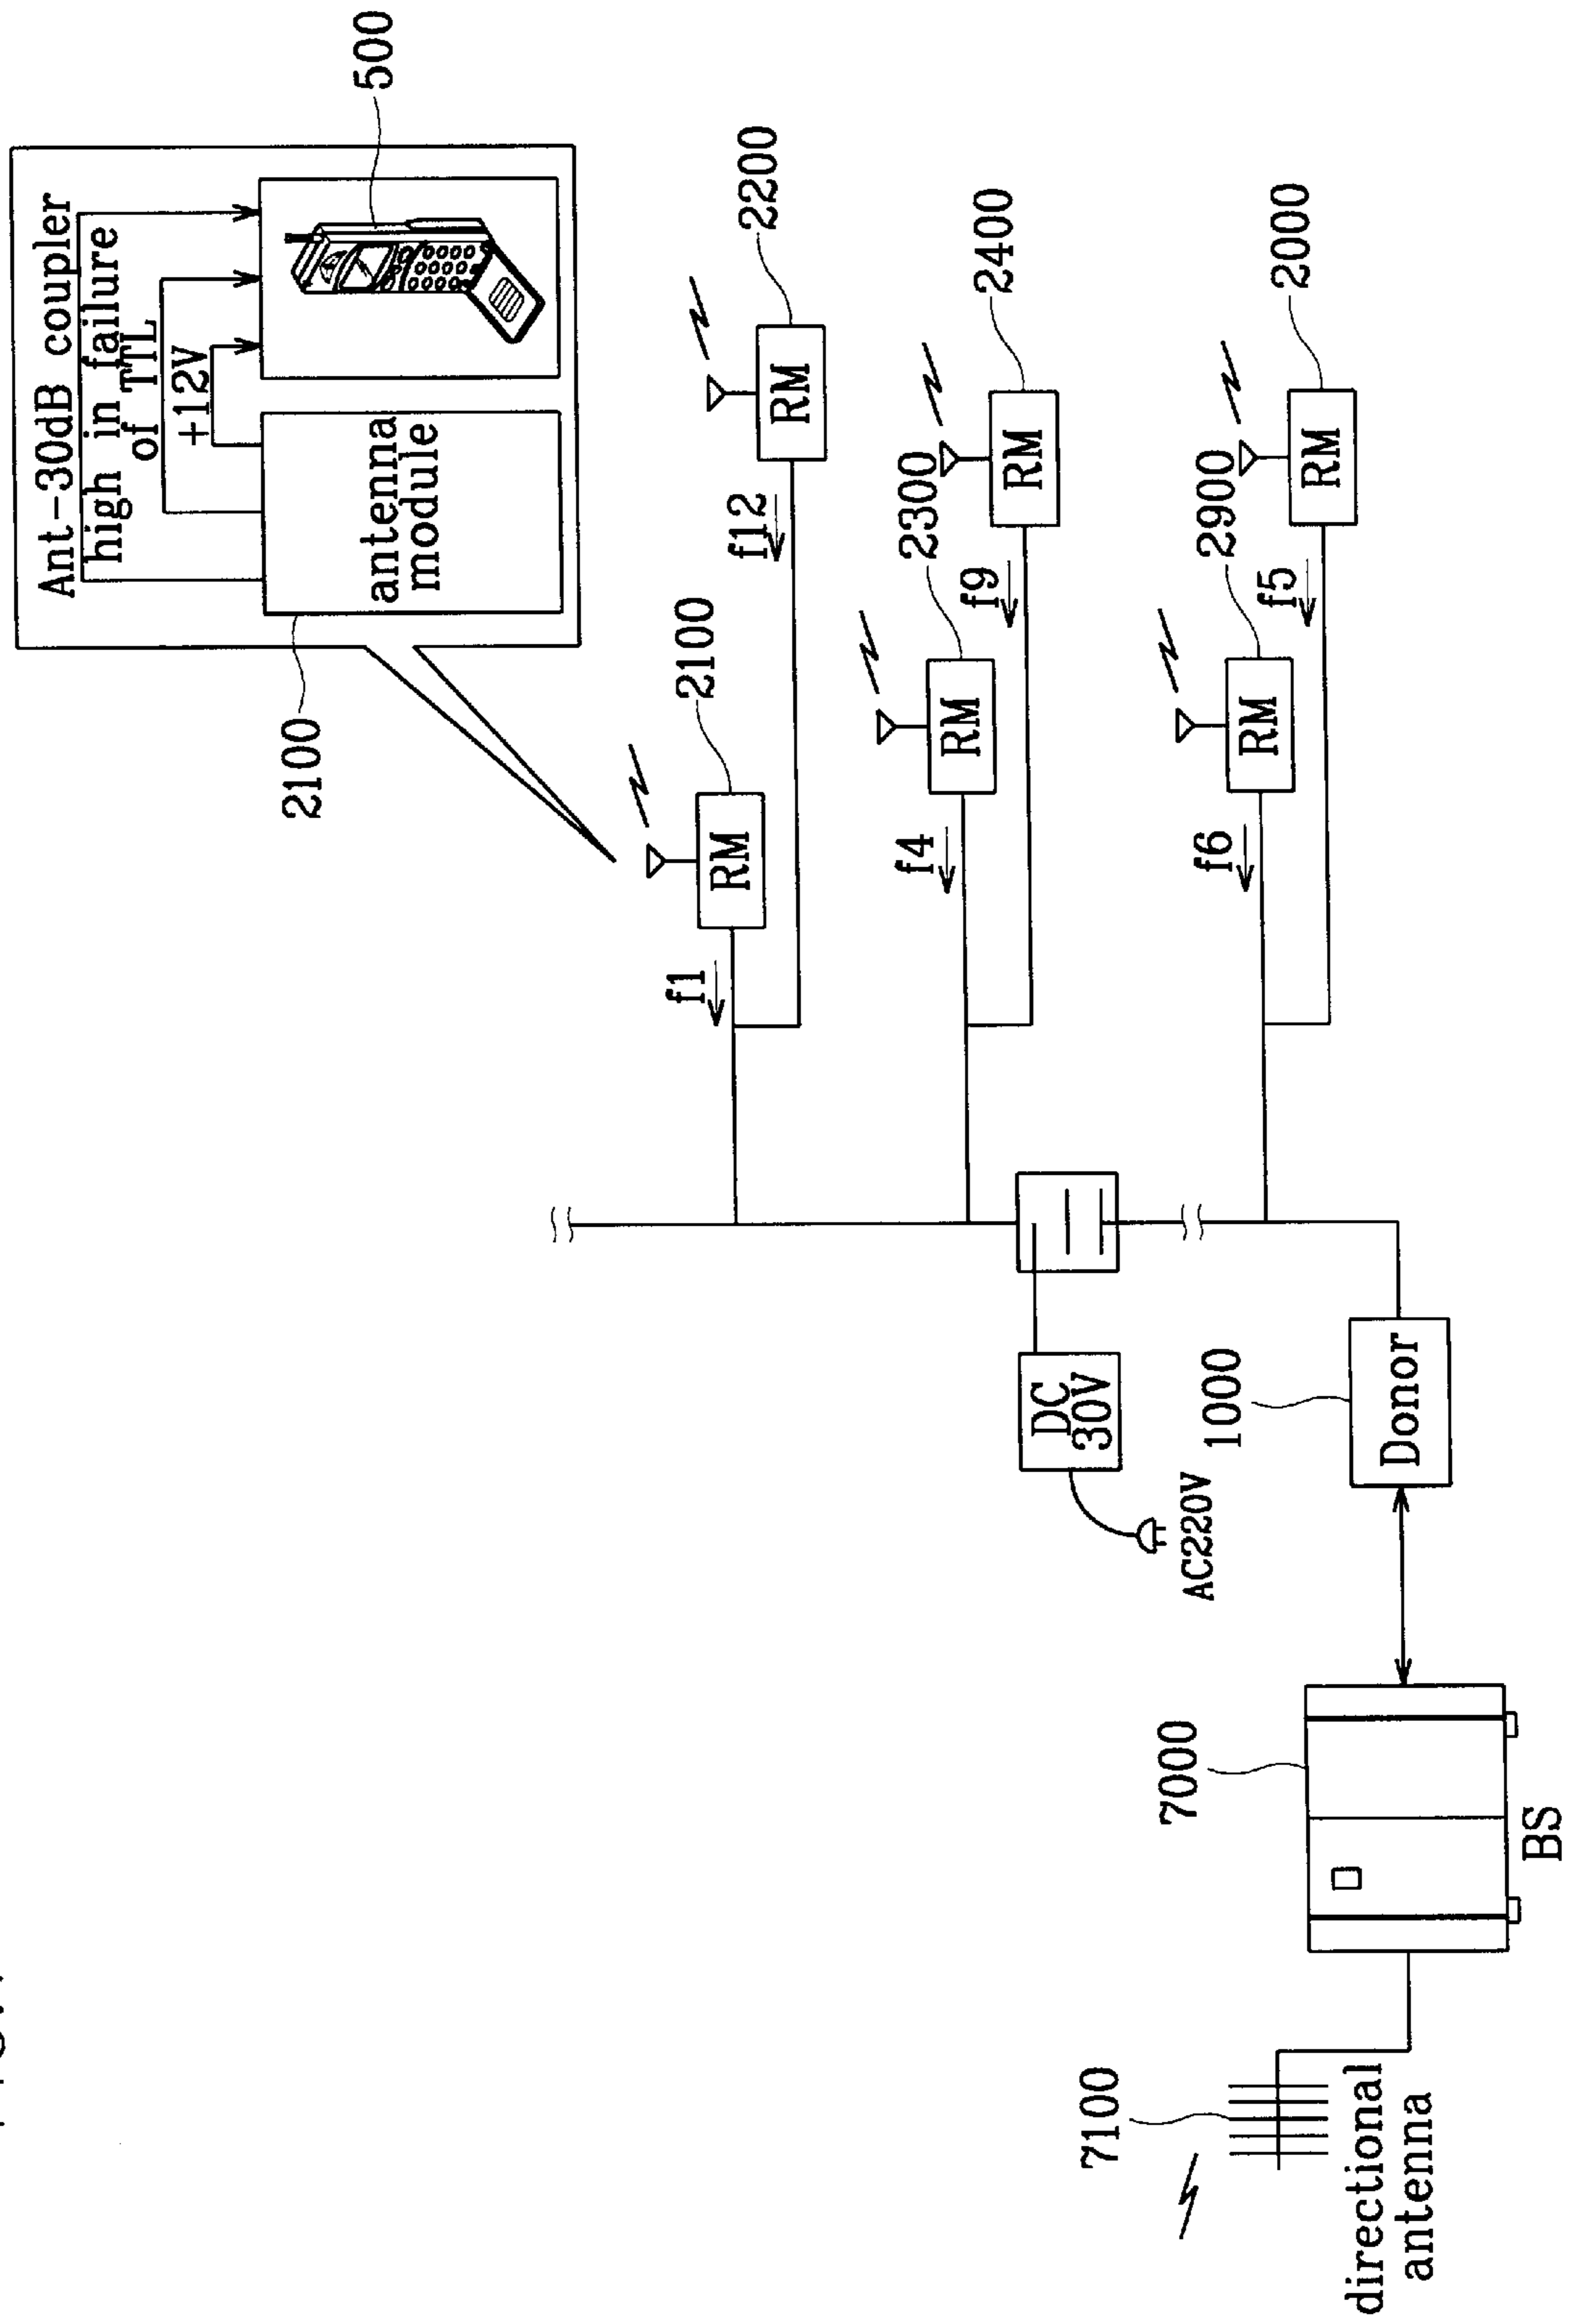 Ant-30dB coupler
high in failure
of TTL
+12V
500
antenna
module
2100
2100
RM
f1
2200
RM
f12
2300
RM
f4
2400
RM
f9
2900
RM
f6
2000
RM
f5
DC
30V
AC220V
1000
Donor
7000
BS
7100
directional
antenna